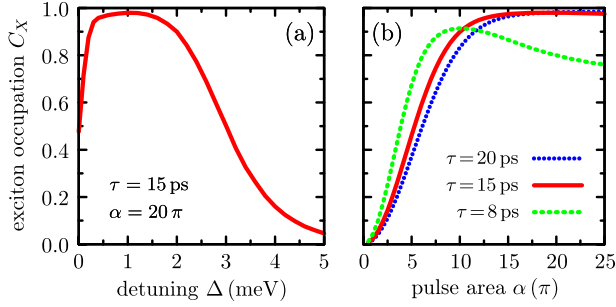 exciton occupation C_X
1.0
0.8
0.6
0.4
0.2
0.0
(a)
τ = 15 ps
α = 20 π
0 1 2 3 4 5
detuning Δ (meV)
(b)
τ = 20 ps
τ = 15 ps
τ = 8 ps
0 5 10 15 20 25
pulse area α (π)